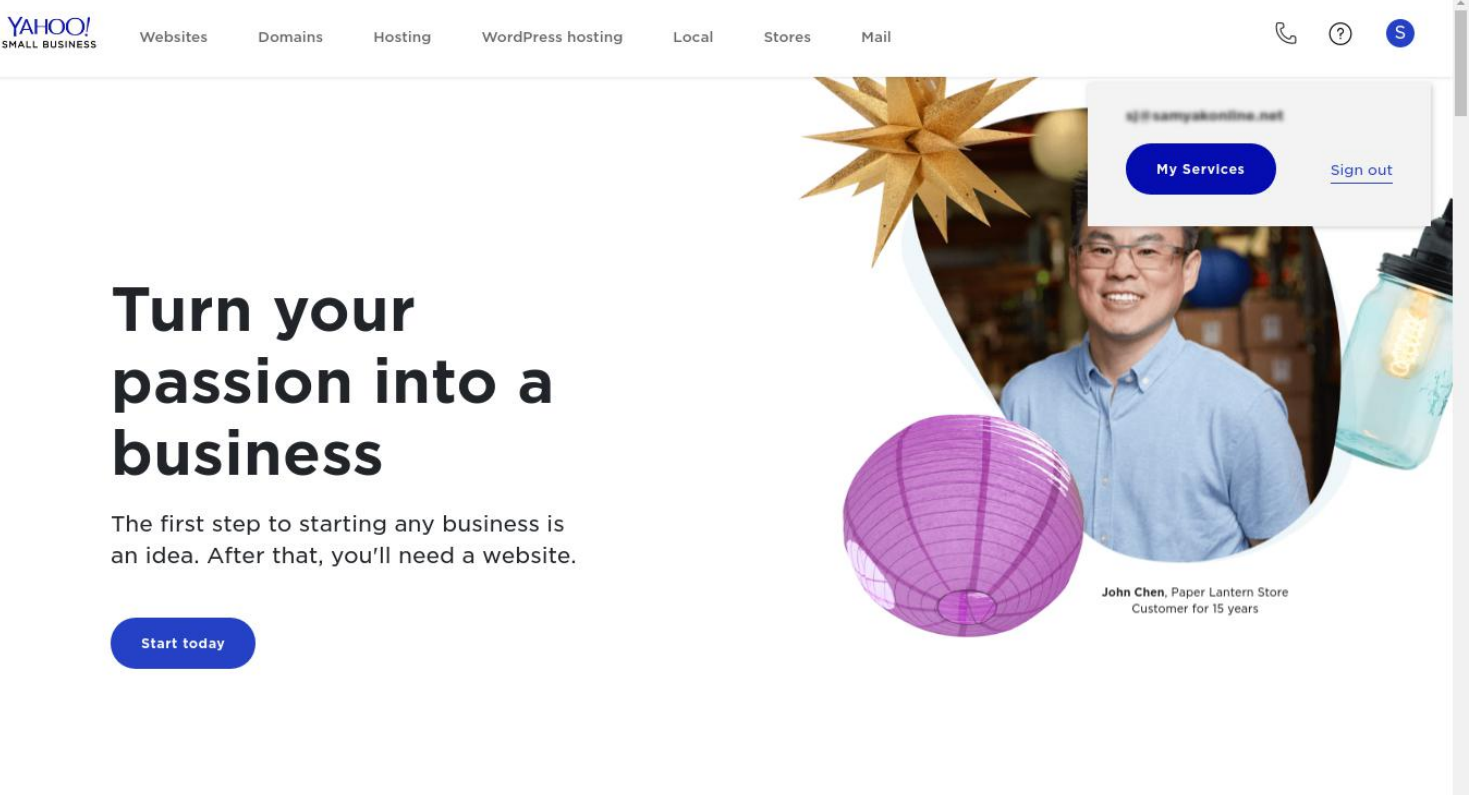 YAHOO!
SMALL BUSINESS
Websites
Domains
Hosting
WordPress hosting
Local
Stores
Mail
?
S
My Services
Sign out
Turn your
passion into a
business
The first step to starting any business is
an idea. After that, you'll need a website.
Start today
John Chen, Paper Lantern Store
Customer for 15 years